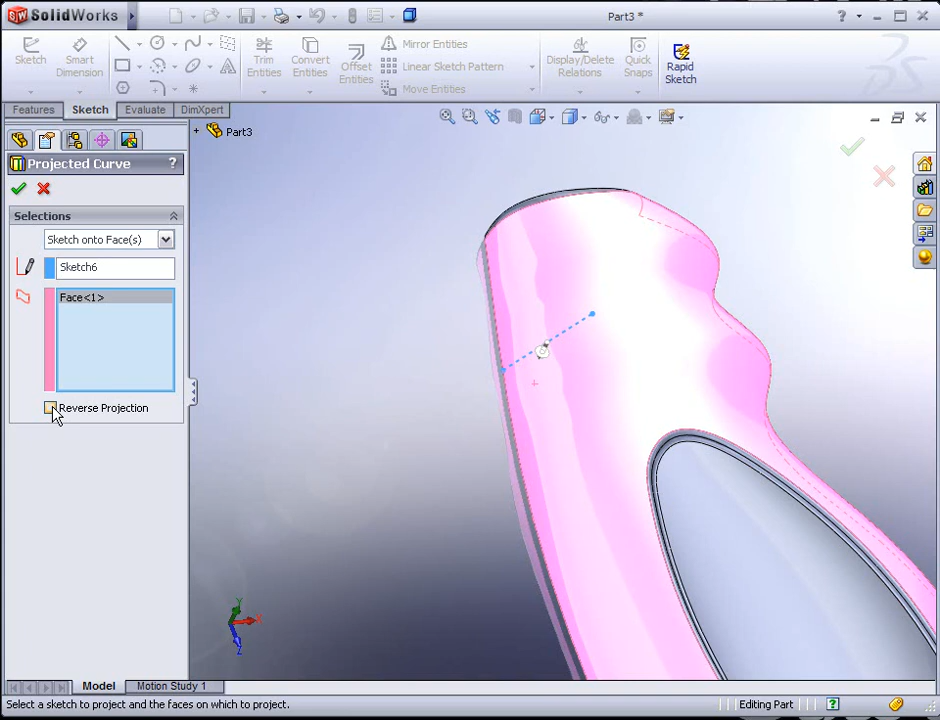 SolidWorks
Part3 *
Sketch
Smart Dimension
Trim Entities
Convert Entities
Offset Entities
Mirror Entities
Linear Sketch Pattern
Move Entities
Display/Delete Relations
Quick Snaps
Rapid Sketch
Features
Sketch
Evaluate
DimXpert
Part3
Projected Curve
?
Selections
Sketch onto Face(s)
Sketch6
Face<1>
Reverse Projection
Y
X
Z
Model
Motion Study 1
Select a sketch to project and the faces on which to project.
Editing Part
?